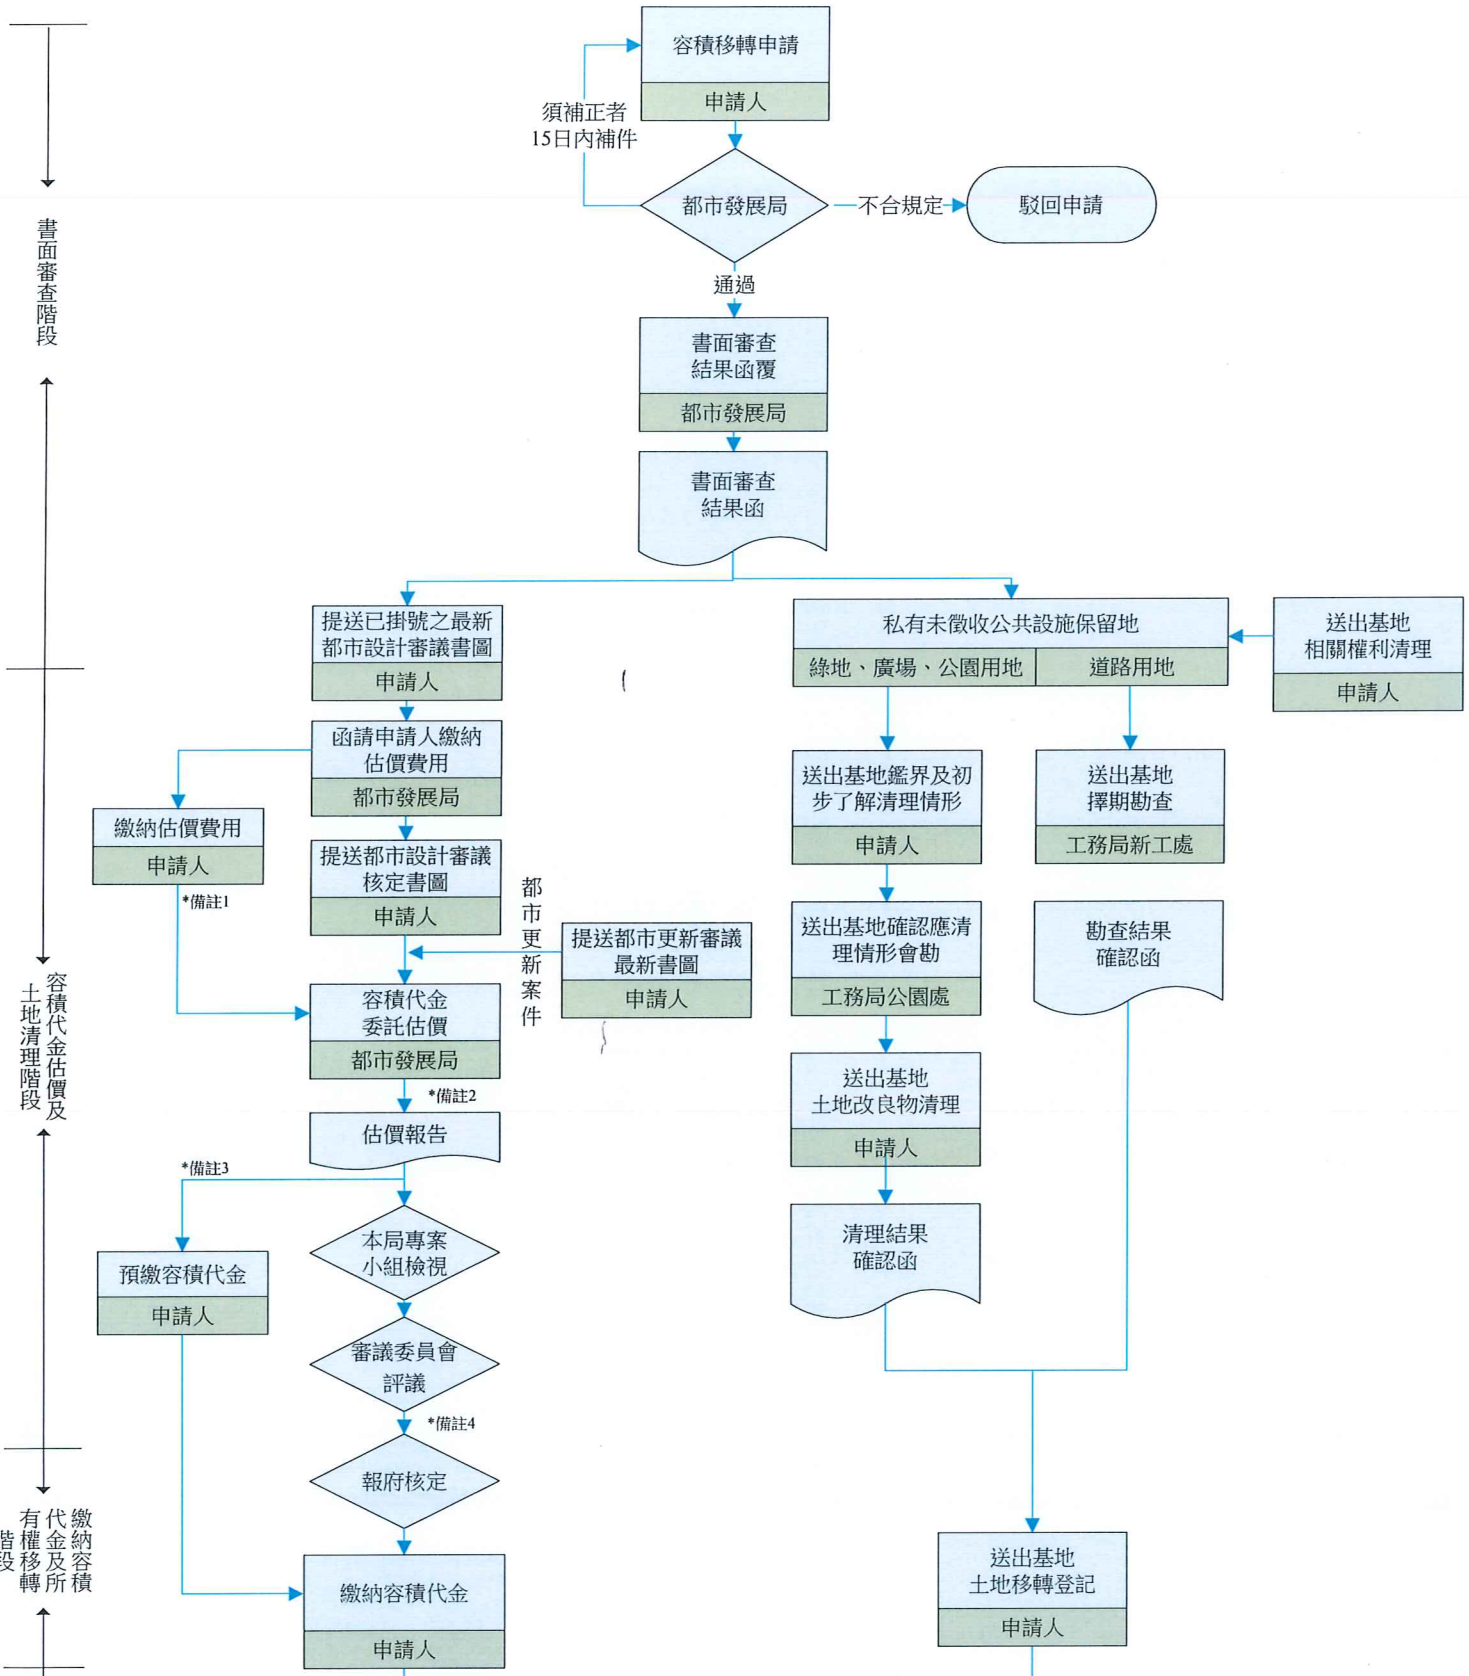 容積移轉申請
申請人
須補正者
15日內補件
都市發展局
不合規定
駁回申請
通過
書面審查
結果函覆
都市發展局
書面審查
結果函
書面審查階段
提送已掛號之最新
都市設計審議書圖
申請人
函請申請人繳納
估價費用
都市發展局
繳納估價費用
申請人
*備註1
提送都市設計審議
核定書圖
申請人
都市更新案件
提送都市更新審議
最新書圖
申請人
容積代金
委託估價
都市發展局
*備註2
估價報告
*備註3
預繳容積代金
申請人
本局專案
小組檢視
審議委員會
評議
*備註4
報府核定
繳納容積代金
申請人
私有未徵收公共設施保留地
綠地、廣場、公園用地
道路用地
送出基地
相關權利清理
申請人
送出基地鑑界及初
步了解清理情形
申請人
送出基地
擇期勘查
工務局新工處
送出基地確認應清
理情形會勘
工務局公園處
勘查結果
確認函
送出基地
土地改良物清理
申請人
清理結果
確認函
送出基地
土地移轉登記
申請人
容積代金估價及
土地清理階段
繳納容積
代金及所
有權移轉
階段